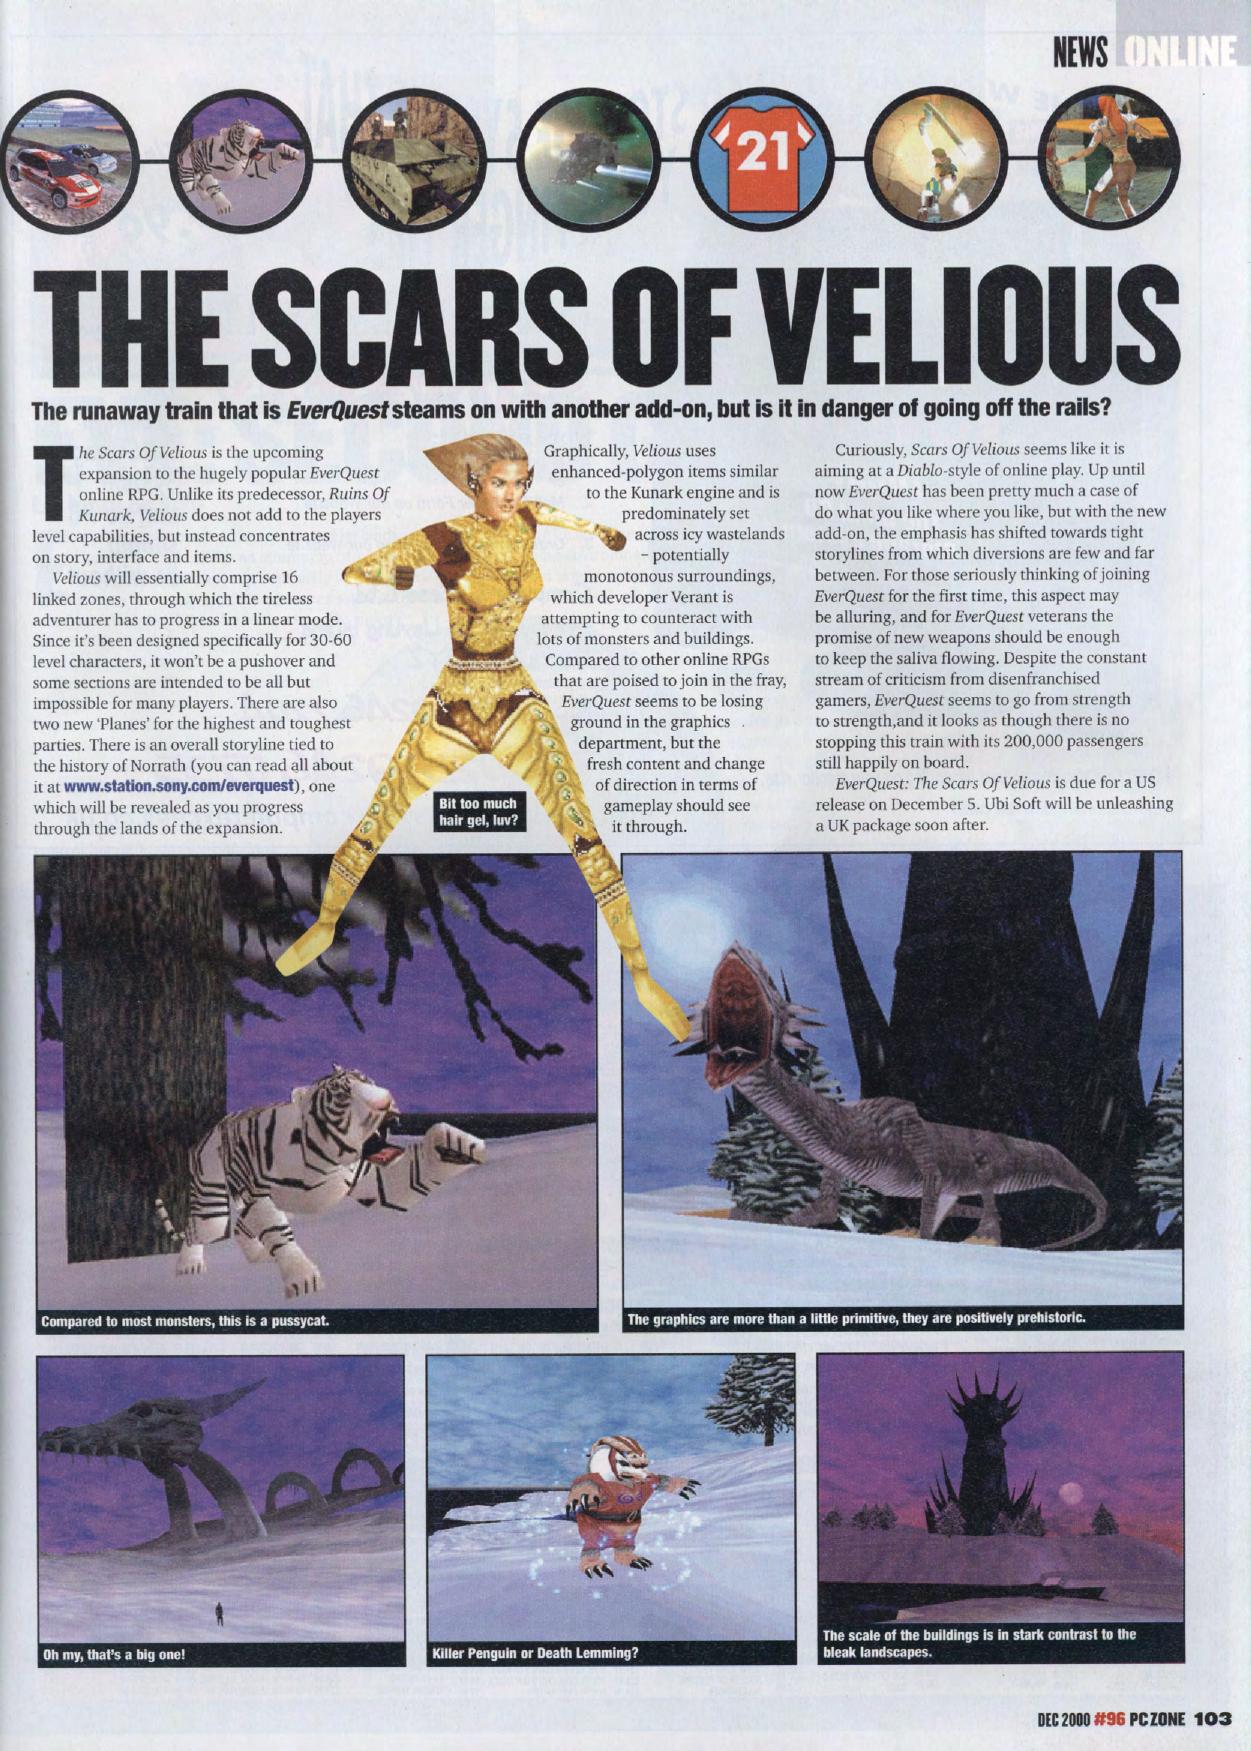 NEWS ONLINE
21
THE SCARS OF VELIOUS
The runaway train that is EverQuest steams on with another add-on, but is it in danger of going off the rails?
The Scars Of Velious is the upcoming
expansion to the hugely popular EverQuest
online RPG. Unlike its predecessor, Ruins Of
Kunark, Velious does not add to the players
level capabilities, but instead concentrates
on story, interface and items.
Velious will essentially comprise 16
linked zones, through which the tireless
adventurer has to progress in a linear mode.
Since it's been designed specifically for 30-60
level characters, it won't be a pushover and
some sections are intended to be all but
impossible for many players. There are also
two new 'Planes' for the highest and toughest
parties. There is an overall storyline tied to
the history of Norrath (you can read all about
it at www.station.sony.com/everquest), one
which will be revealed as you progress
through the lands of the expansion.
Bit too much
hair gel, luv?
Graphically, Velious uses
enhanced-polygon items similar
to the Kunark engine and is
predominately set
across icy wastelands
– potentially
monotonous surroundings,
which developer Verant is
attempting to counteract with
lots of monsters and buildings.
Compared to other online RPGs
that are poised to join in the fray,
EverQuest seems to be losing
ground in the graphics
department, but the
fresh content and change
of direction in terms of
gameplay should see
it through.
Curiously, Scars Of Velious seems like it is
aiming at a Diablo-style of online play. Up until
now EverQuest has been pretty much a case of
do what you like where you like, but with the new
add-on, the emphasis has shifted towards tight
storylines from which diversions are few and far
between. For those seriously thinking of joining
EverQuest for the first time, this aspect may
be alluring, and for EverQuest veterans the
promise of new weapons should be enough
to keep the saliva flowing. Despite the constant
stream of criticism from disenfranchised
gamers, EverQuest seems to go from strength
to strength,and it looks as though there is no
stopping this train with its 200,000 passengers
still happily on board.
EverQuest: The Scars Of Velious is due for a US
release on December 5. Ubi Soft will be unleashing
a UK package soon after.
Compared to most monsters, this is a pussycat.
The graphics are more than a little primitive, they are positively prehistoric.
Oh my, that's a big one!
Killer Penguin or Death Lemming?
The scale of the buildings is in stark contrast to the
bleak landscapes.
DEC 2000 #96 PC ZONE 103